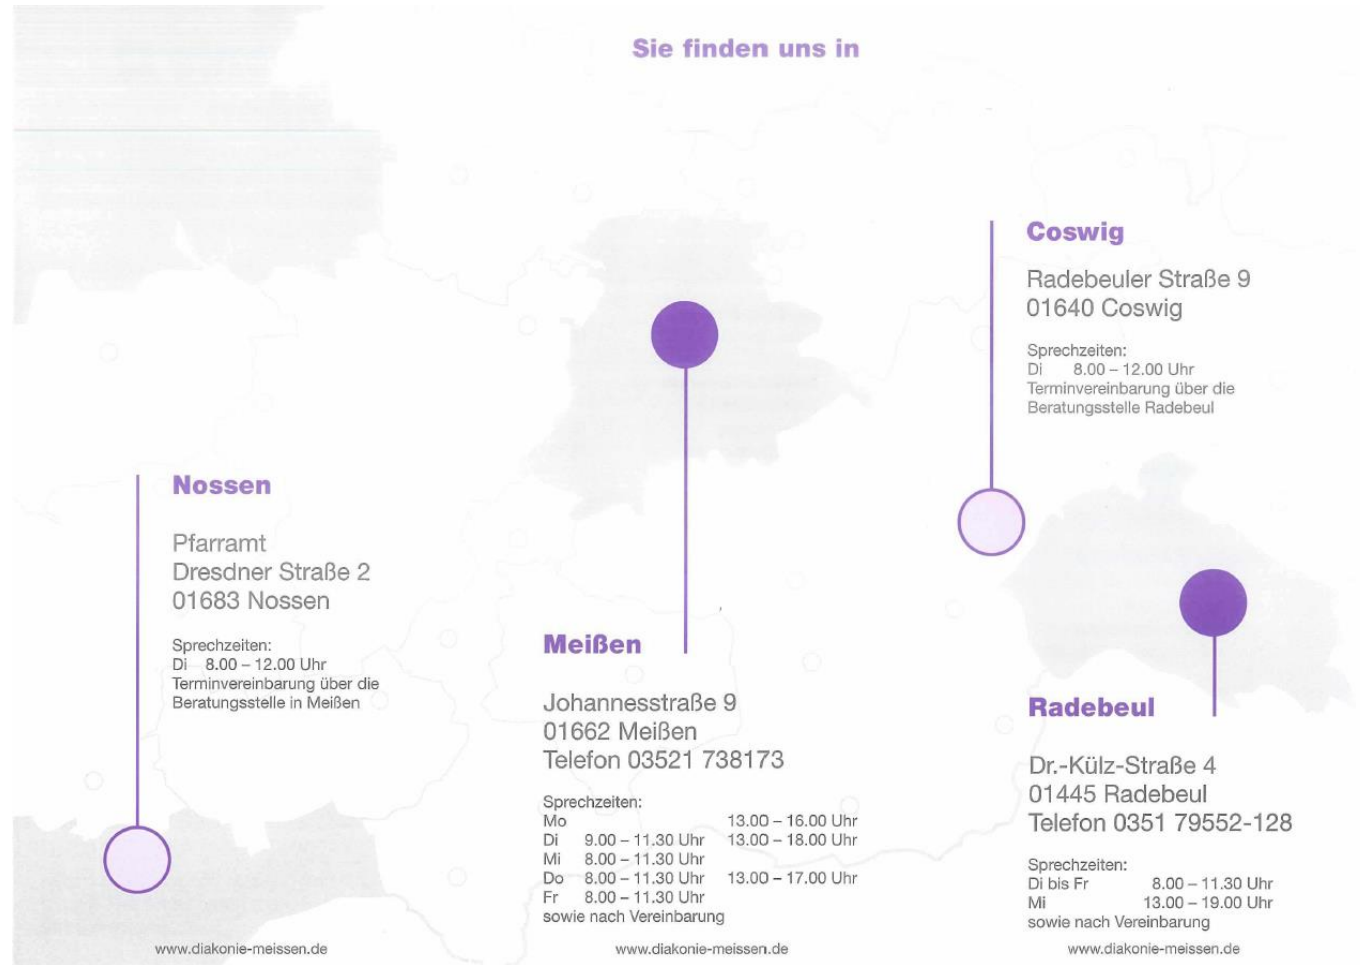 Sie finden uns in
Nossen
Pfarramt
Dresdner Straße 2
01683 Nossen
Sprechzeiten:
Di 8.00 – 12.00 Uhr
Terminvereinbarung über die
Beratungsstelle in Meißen
www.diakonie-meissen.de
Meißen
Johannesstraße 9
01662 Meißen
Telefon 03521 738173
Sprechzeiten:
Mo 13.00 – 16.00 Uhr
Di 9.00 – 11.30 Uhr 13.00 – 18.00 Uhr
Mi 8.00 – 11.30 Uhr
Do 8.00 – 11.30 Uhr 13.00 – 17.00 Uhr
Fr 8.00 – 11.30 Uhr
sowie nach Vereinbarung
www.diakonie-meissen.de
Coswig
Radebeuler Straße 9
01640 Coswig
Sprechzeiten:
Di 8.00 – 12.00 Uhr
Terminvereinbarung über die
Beratungsstelle Radebeul
Radebeul
Dr.-Külz-Straße 4
01445 Radebeul
Telefon 0351 79552-128
Sprechzeiten:
Di bis Fr 8.00 – 11.30 Uhr
Mi 13.00 – 19.00 Uhr
sowie nach Vereinbarung
www.diakonie-meissen.de